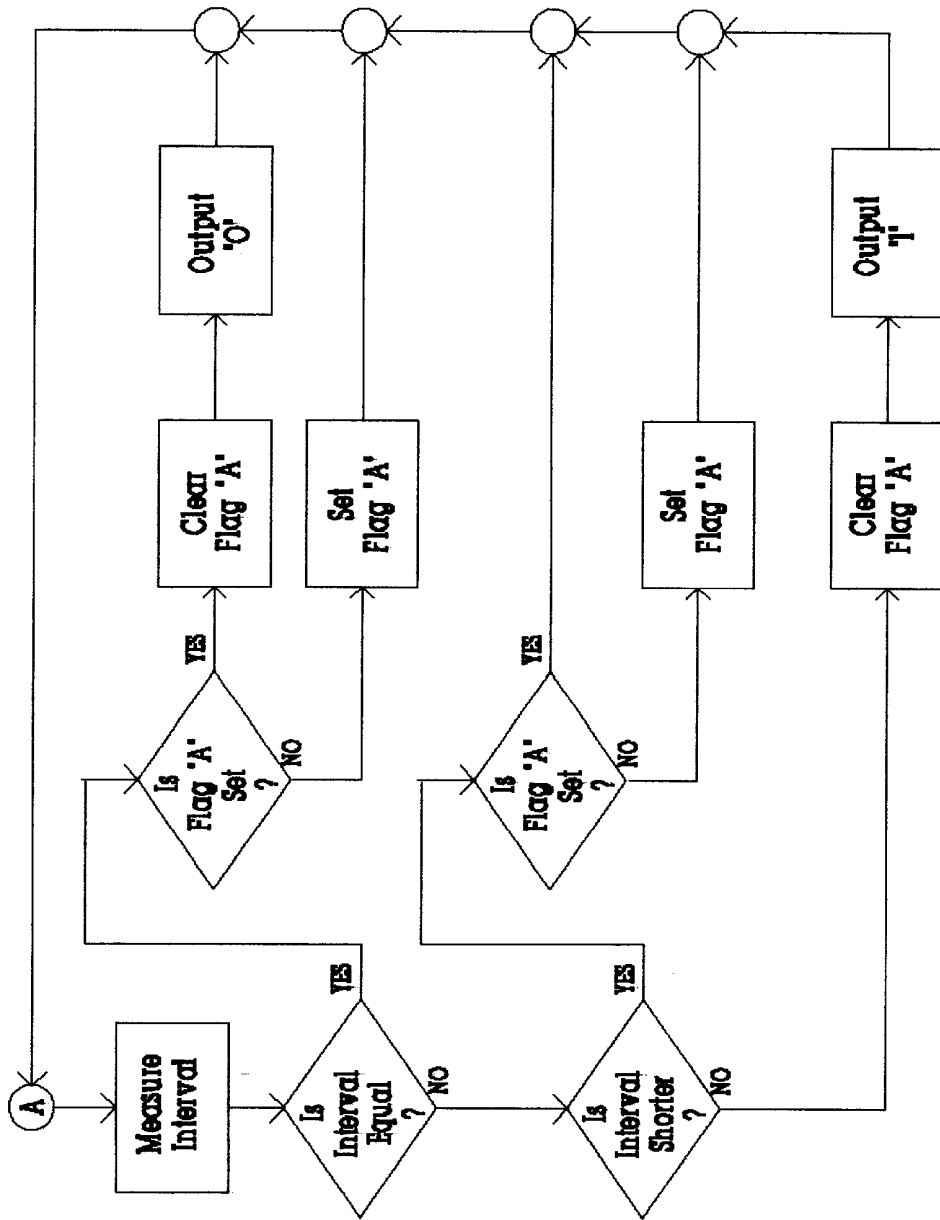 A
Measure
Interval
Is
Interval
Equal
?
YES
NO
Is
Flag "A"
Set
?
YES
NO
Clear
Flag "A"
Output
"O"
Set
Flag "A"
Is
Interval
Shorter
?
YES
NO
Is
Flag "A"
Set
?
YES
NO
Set
Flag "A"
Clear
Flag "A"
Output
"1"